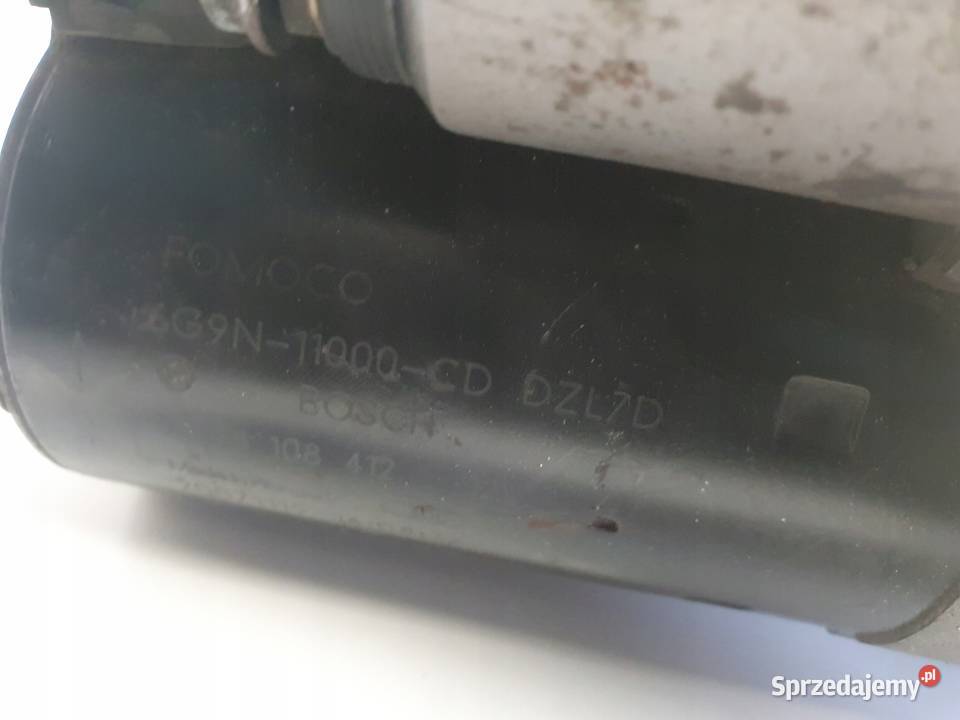 FOMOCO
6G9N-11000-CD DZL7D
BOSCH
108 412
Sprzedajemy.pl